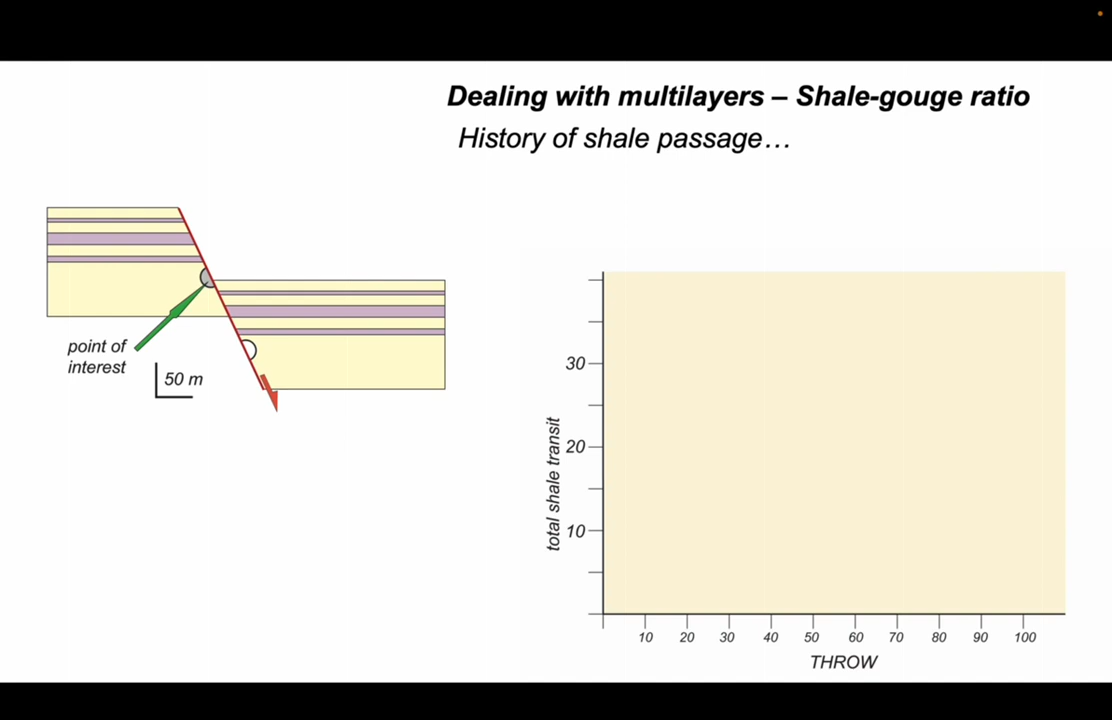 Dealing with multilayers – Shale-gouge ratio
History of shale passage…
point of
interest
50 m
total shale transit
30
20
10
10 20 30 40 50 60 70 80 90 100
THROW